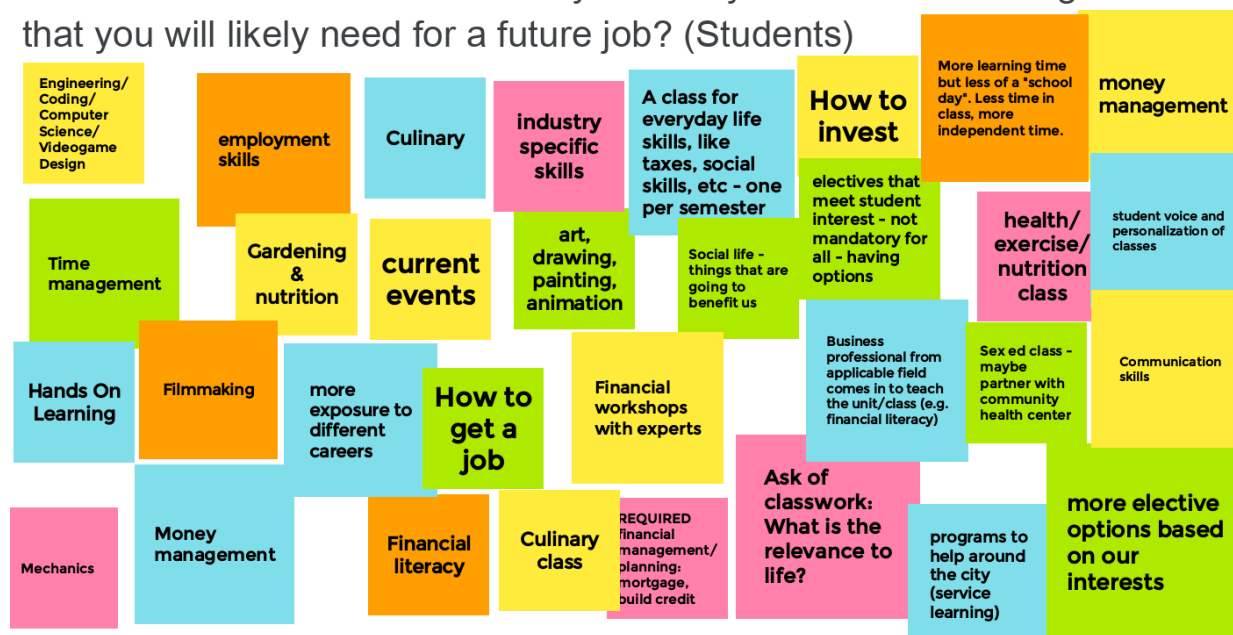 that you will likely need for a future job? (Students)
Engineering/
Coding/
Computer
Science/
Videogame
Design
employment
skills
Culinary
industry
specific
skills
A class for
everyday life
skills, like
taxes, social
skills, etc - one
per semester
How to
invest
More learning time
but less of a "school
day". Less time in
class, more
independent time.
money
management
Time
management
Gardening
&
nutrition
current
events
art,
drawing,
painting,
animation
Social life -
things that are
going to
benefit us
electives that
meet student
interest - not
mandatory for
all - having
options
health/
exercise/
nutrition
class
student voice and
personalization of
classes
Hands On
Learning
Filmmaking
more
exposure to
different
careers
How to
get a
job
Financial
workshops
with experts
Business
professional from
applicable field
comes in to teach
the unit/class (e.g.
financial literacy)
Sex ed class -
maybe
partner with
community
health center
Communication
skills
Mechanics
Money
management
Financial
literacy
Culinary
class
REQUIRED
financial
management/
planning:
mortgage,
build credit
Ask of
classwork:
What is the
relevance to
life?
programs to
help around
the city
(service
learning)
more elective
options based
on our
interests